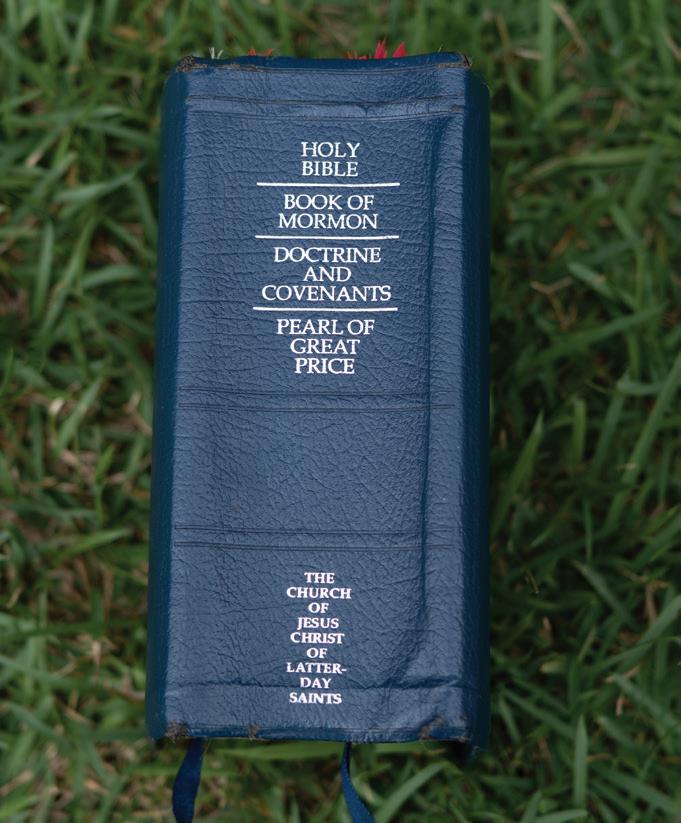 HOLY
BIBLE
BOOK OF
MORMON
DOCTRINE
AND
COVENANTS
PEARL OF
GREAT
PRICE
THE
CHURCH
OF
JESUS
CHRIST
OF
LATTER-
DAY
SAINTS